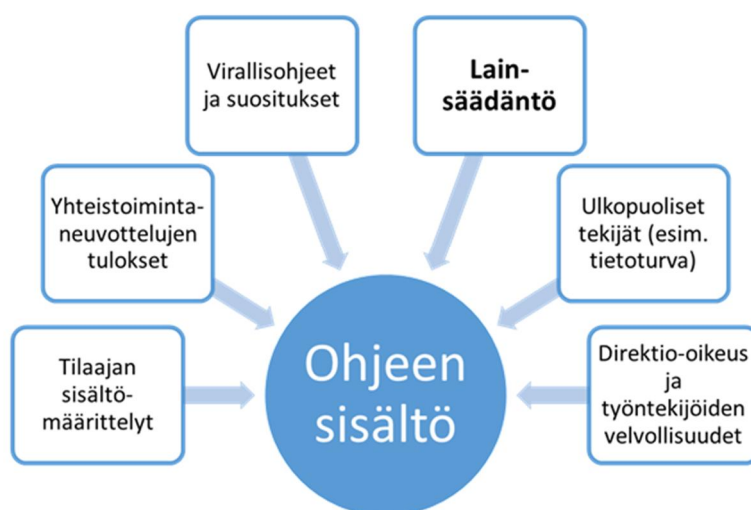 Virallisohjeet
ja suositukset
Lain-
säädäntö
Yhteistoiminta-
neuvottelujen
tulokset
Ulkopuoliset
tekijät (esim.
tietoturva)
Tilaajan
sisältö-
määrittelyt
Ohjeen
sisältö
Direktio-oikeus
ja
työntekijöiden
velvollisuudet